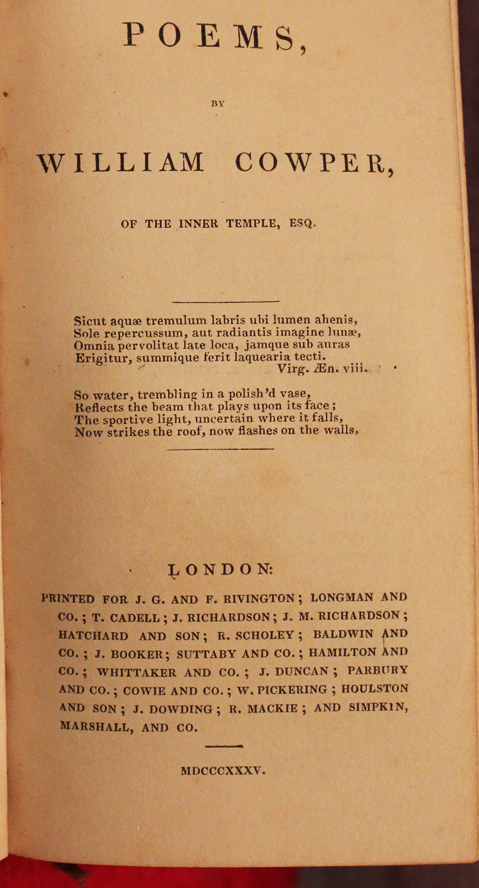 POEMS,
BY
WILLIAM COWPER,
OF THE INNER TEMPLE, ESQ.
Sicut aquæ tremulum labris ubi lumen ahenis,
Sole repercussum, aut radiantis imagine lunæ,
Omnia pervolitat late loca, jamque sub auras
Erigitur, summique ferit laquearia tecti.
Virg. Æn. viii.
So water, trembling in a polish'd vase,
Reflects the beam that plays upon its face;
The sportive light, uncertain where it falls,
Now strikes the roof, now flashes on the walls,
LONDON:
PRINTED FOR J. G. AND F. RIVINGTON; LONGMAN AND
CO.; T. CADELL; J. RICHARDSON; J. M. RICHARDSON;
HATCHARD AND SON; R. SCHOLEY; BALDWIN AND
CO.; J. BOOKER; SUTTABY AND CO.; HAMILTON AND
CO.; WHITTAKER AND CO.; J. DUNCAN; PARBURY
AND CO.; COWIE AND CO.; W. PICKERING; HOULSTON
AND SON; J. DOWDING; R. MACKIE; AND SIMPKIN,
MARSHALL, AND CO.
MDCCCXXXV.